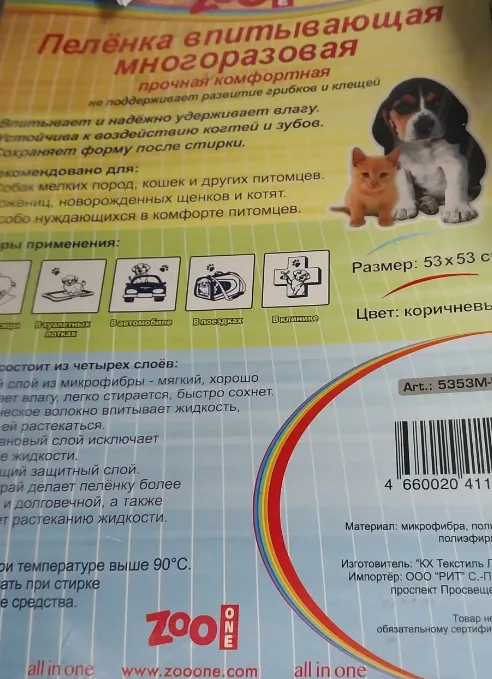 ZOO
Пелёнка впитывающая
многоразовая
прочная комфортная
не поддерживает развитие грибков и клещей
Впитывает и надёжно удерживает влагу.
Устойчива к воздействию когтей и зубов.
Сохраняет форму после стирки.
екомендовано для:
обак мелких пород, кошек и других питомцев.
ожениц, новорожденных щенков и котят.
собо нуждающихся в комфорте питомцев.
ры применения:
Размер: 53 x 53 с
Цвет: коричневы
В туалетных лотках
В автомобиле
В поездках
В клинике
состоит из четырех слоёв:
й слой из микрофибры - мягкий, хорошо
ает влагу, легко стирается, быстро сохнет.
ческое волокно впитывает жидкость,
ей растекаться.
ановый слой исключает
е жидкости.
щий защитный слой.
рай делает пелёнку более
и долговечной, а также
ет растеканию жидкости.
Art.: 5353М-
4 660020 411
Материал: микрофибра, пол
полиэфир
Изготовитель: "КХ Текстиль Л
Импортёр: ООО "РИТ" С.-П
проспект Просвеще
Товар не
обязательному сертифи
ри температуре выше 90°С.
ать при стирке
е средства.
ZOO ONE
all in one www.zooone.com all in one